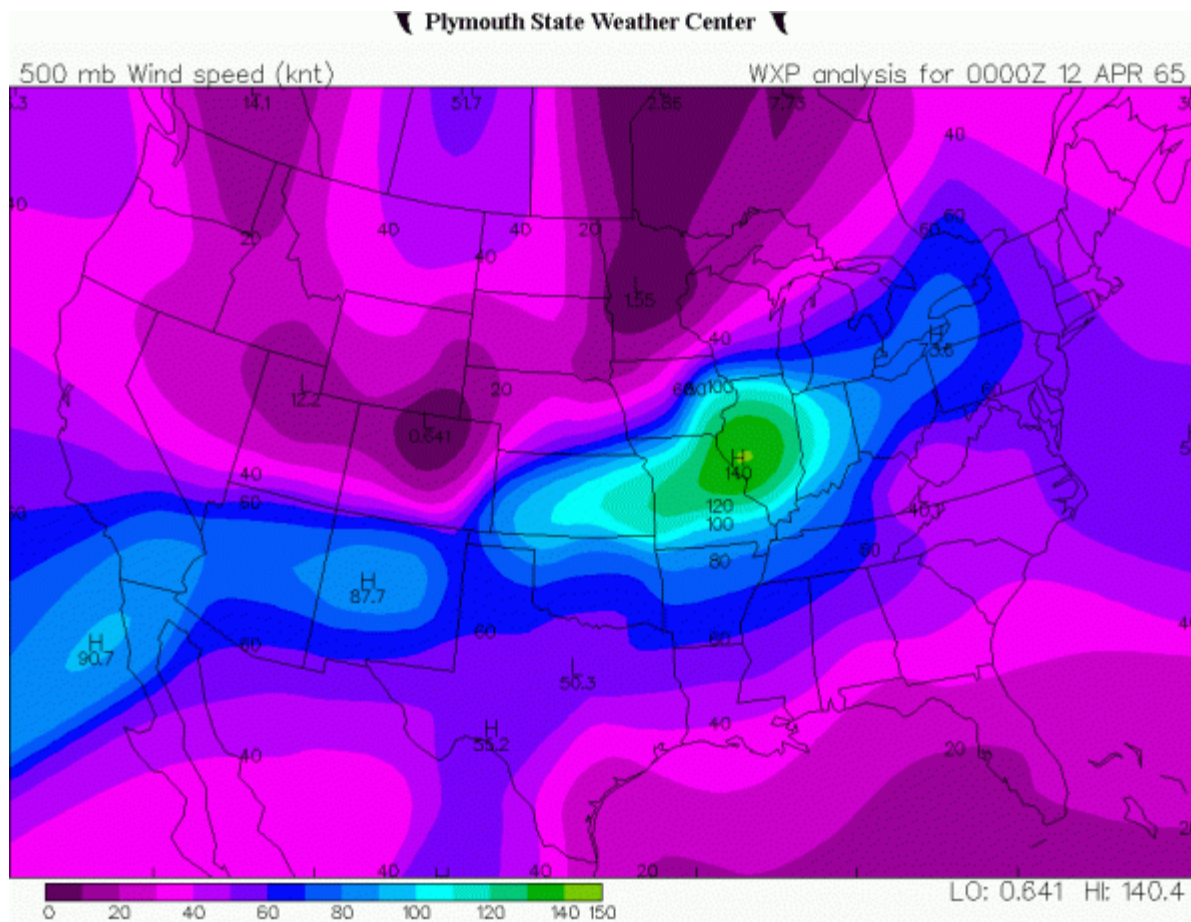 Plymouth State Weather Center
500 mb Wind speed (knt) WXP analysis for 0000Z 12 APR 65
14.1 51.7 2.86 7.73
40
40
60
20 40 40 20 60
40
L
1.55
40 H
73.6
L 20 60 100 60
12.2
L
0.641
40 H
60 140
120
100 40.1
80 60
H
87.7
60 60 60
H
90.7
L
50.3
H 40
55.2
40 20
40 20
0 20 40 60 80 100 120 140 150 LO: 0.641 HI: 140.4